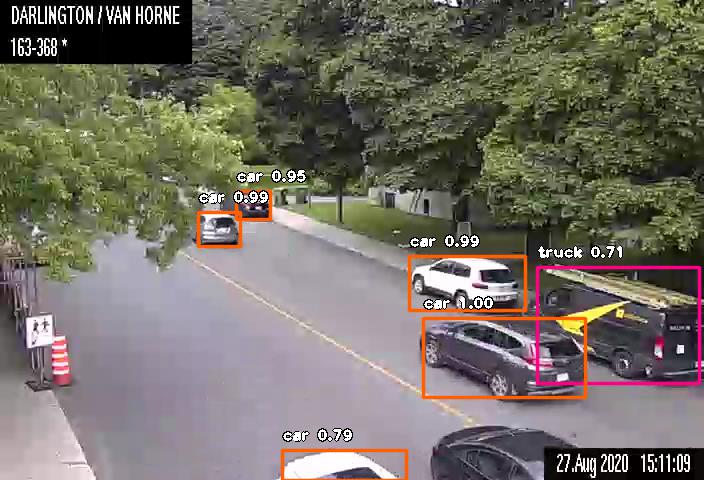 DARLINGTON / VAN HORNE
163-368 *
car 0.95
car 0.99
car 0.99
truck 0.71
car 1.00
car 0.79
27.Aug 2020 15:11:09